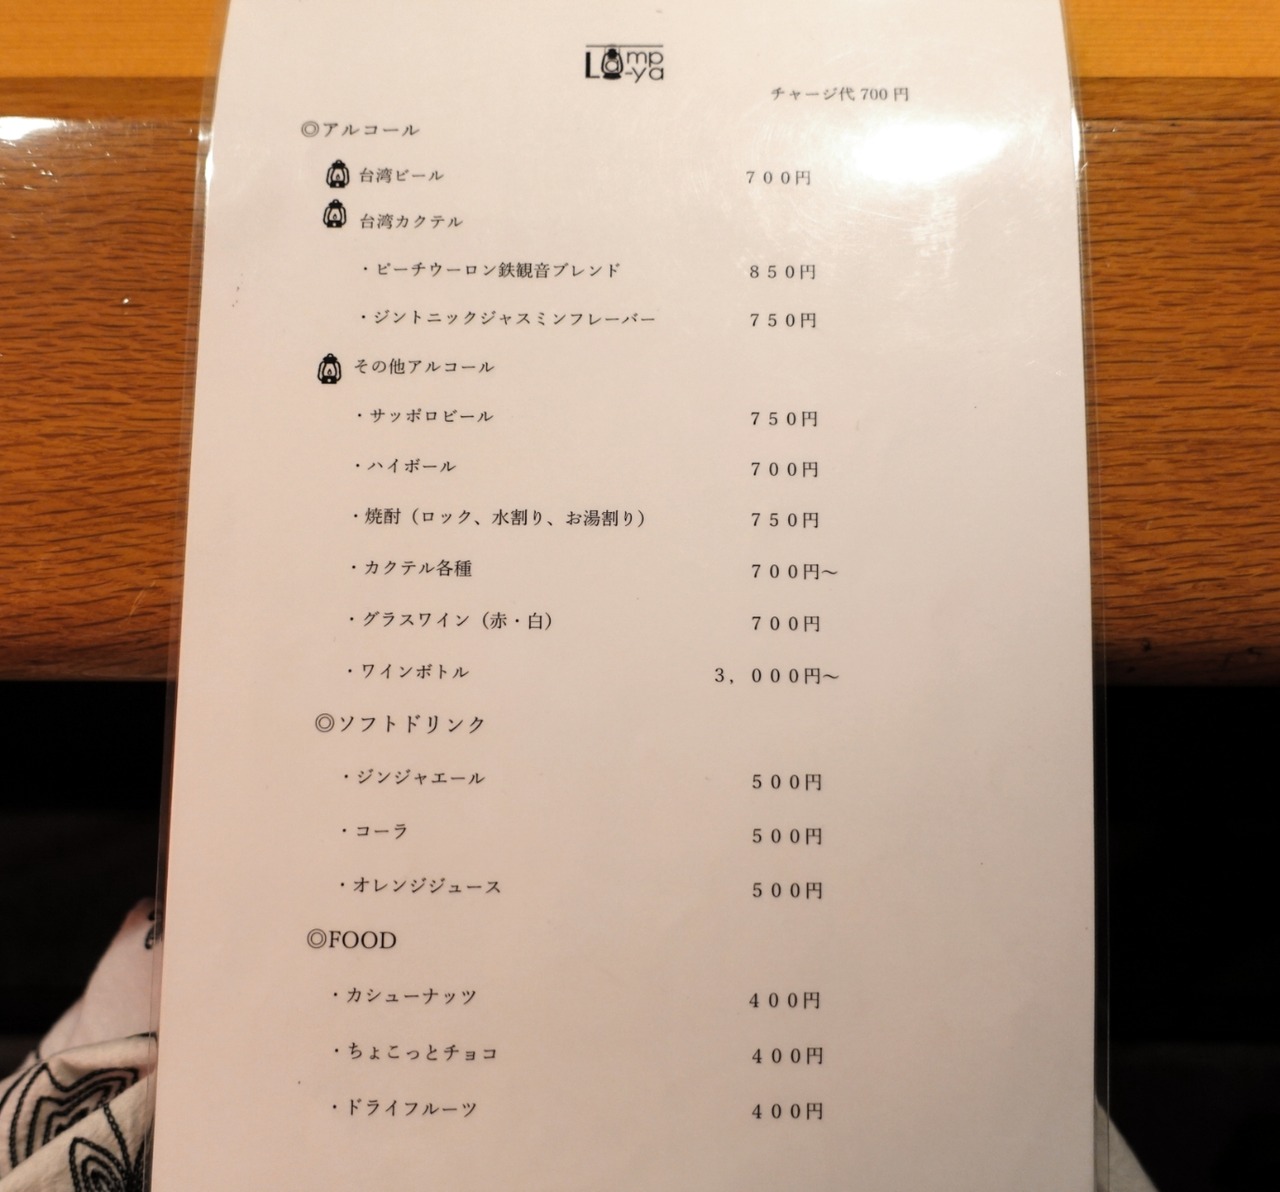 Lamp
-ya
チャージ代 700 円
◎アルコール
台湾ビール ７００円
台湾カクテル
・ピーチウーロン鉄観音ブレンド ８５０円
・ジントニックジャスミンフレーバー ７５０円
その他アルコール
・サッポロビール ７５０円
・ハイボール ７００円
・焼酎（ロック、水割り、お湯割り） ７５０円
・カクテル各種 ７００円～
・グラスワイン（赤・白） ７００円
・ワインボトル ３，０００円～
◎ソフトドリンク
・ジンジャエール ５００円
・コーラ ５００円
・オレンジジュース ５００円
◎FOOD
・カシューナッツ ４００円
・ちょこっとチョコ ４００円
・ドライフルーツ ４００円